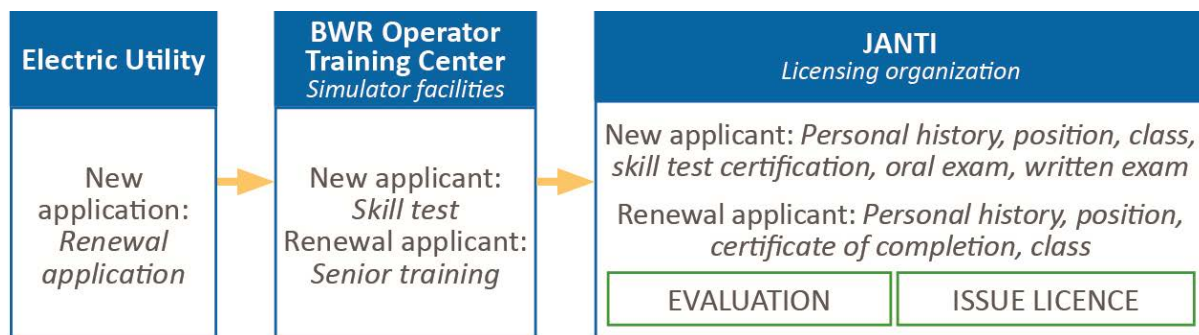 Electric Utility
New
application:
Renewal
application
BWR Operator
Training Center
Simulator facilities
New applicant:
Skill test
Renewal applicant:
Senior training
JANTI
Licensing organization
New applicant: Personal history, position, class,
skill test certification, oral exam, written exam
Renewal applicant: Personal history, position,
certificate of completion, class
EVALUATION
ISSUE LICENCE